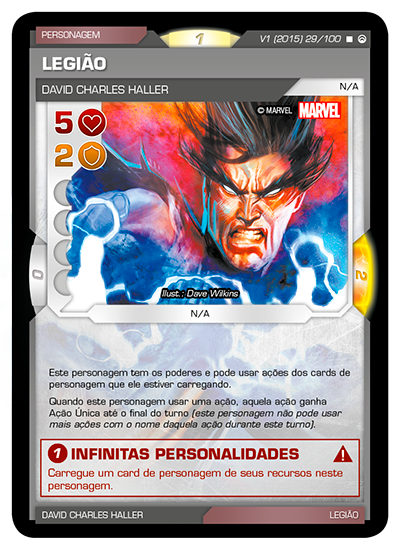 PERSONAGEM
1
V1 (2015) 29/100
LEGIÃO
DAVID CHARLES HALLER
N/A
5
© MARVEL MARVEL
2
0
2
Ilust.: Dave Wilkins
N/A
Este personagem tem os poderes e pode usar ações dos cards de
personagem que ele estiver carregando.
Quando este personagem usar uma ação, aquela ação ganha
Ação Única até o final do turno (este personagem não pode usar
mais ações com o nome daquela ação durante este turno).
1 INFINITAS PERSONALIDADES
Carregue um card de personagem de seus recursos neste
personagem.
DAVID CHARLES HALLER
LEGIÃO